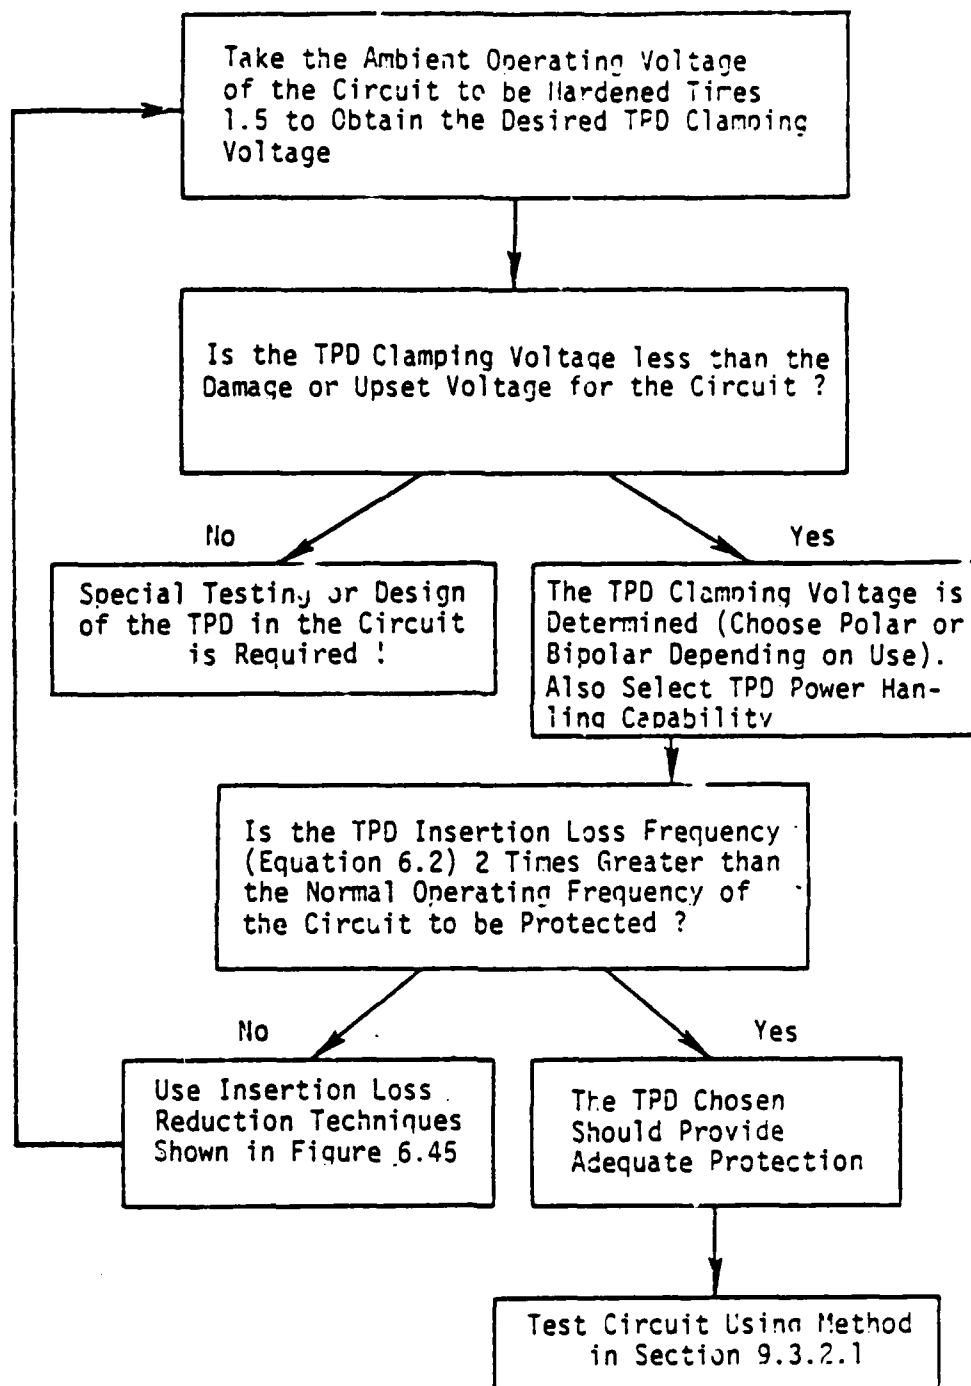 Take the Ambient Operating Voltage
of the Circuit to be Hardened Times
1.5 to Obtain the Desired TPD Clamping
Voltage
Is the TPD Clamping Voltage less than the
Damage or Upset Voltage for the Circuit ?
No
Yes
Special Testing or Design
of the TPD in the Circuit
is Required !
The TPD Clamping Voltage is
Determined (Choose Polar or
Bipolar Depending on Use).
Also Select TPD Power Han-
ling Capability
Is the TPD Insertion Loss Frequency
(Equation 6.2) 2 Times Greater than
the Normal Operating Frequency of
the Circuit to be Protected ?
No
Yes
Use Insertion Loss
Reduction Techniques
Shown in Figure 6.45
The TPD Chosen
Should Provide
Adequate Protection
Test Circuit Using Method
in Section 9.3.2.1